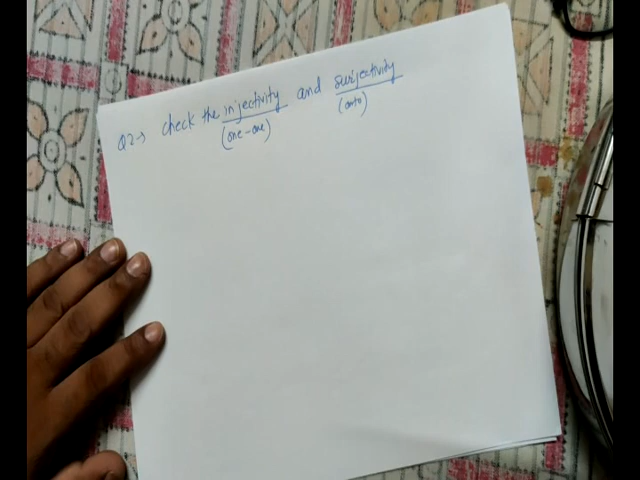 Q2→ check the injectivity and surjectivity
(one-one) (onto)